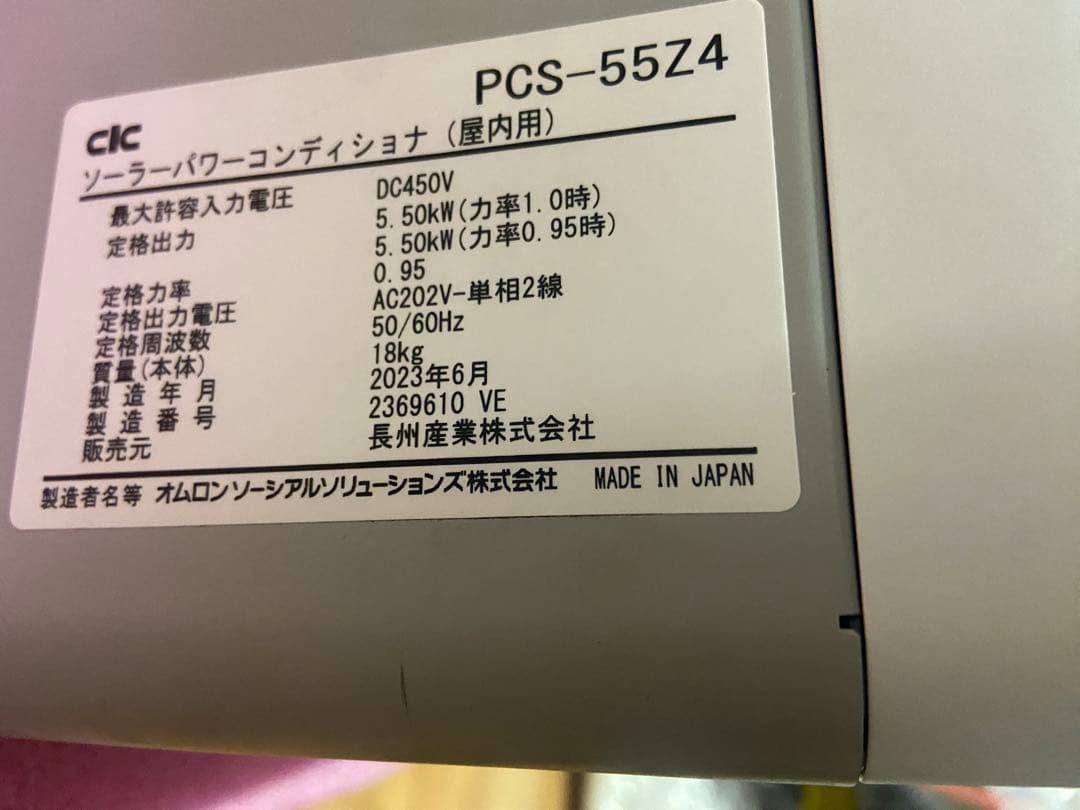 PCS-55Z4
CIC
ソーラーパワーコンディショナ（屋内用）
最大許容入力電圧 DC450V
定格出力 5.50kW(力率1.0時)
5.50kW(力率0.95時)
定格力率 0.95
定格出力電圧 AC202V-単相2線
定格周波数 50/60Hz
質量(本体) 18kg
製造年月 2023年6月
製造番号 2369610 VE
販売元 長州産業株式会社
製造者名等 オムロンソーシアルソリューションズ株式会社 MADE IN JAPAN